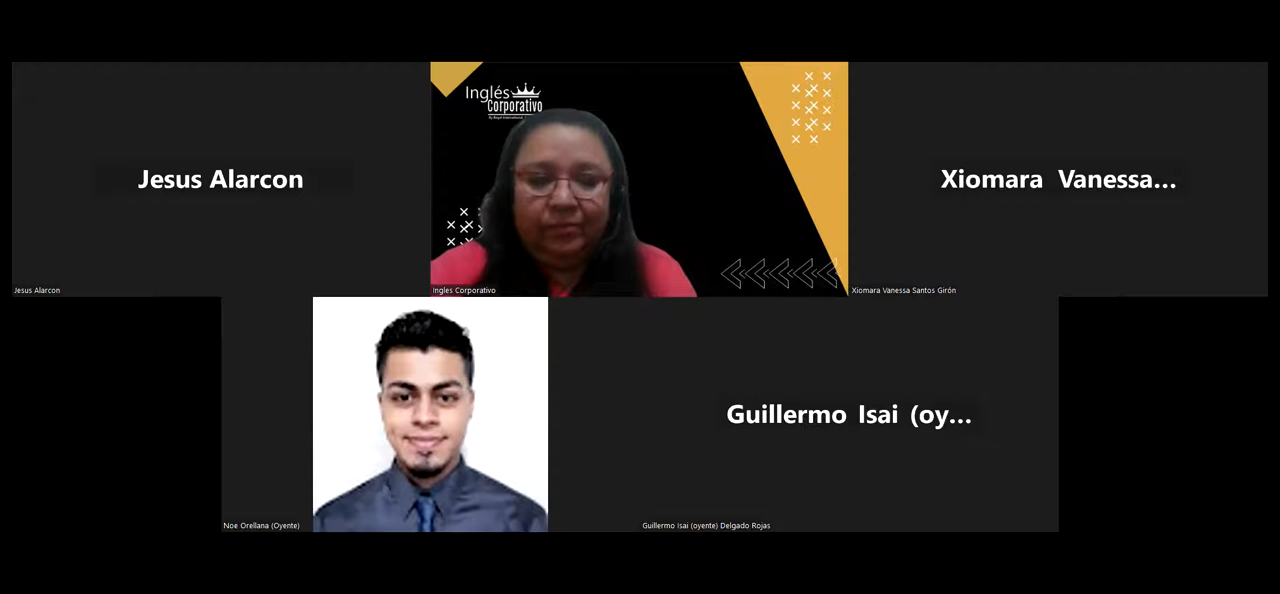 Jesus Alarcon
Jesus Alarcon
Inglés
Corporativo
Ingles Corporativo
Xiomara Vanessa...
Xiomara Vanessa Santos Girón
Noe Orellana (Oyente)
Guillermo Isai (oy...
Guillermo Isai (oyente) Delgado Rojas